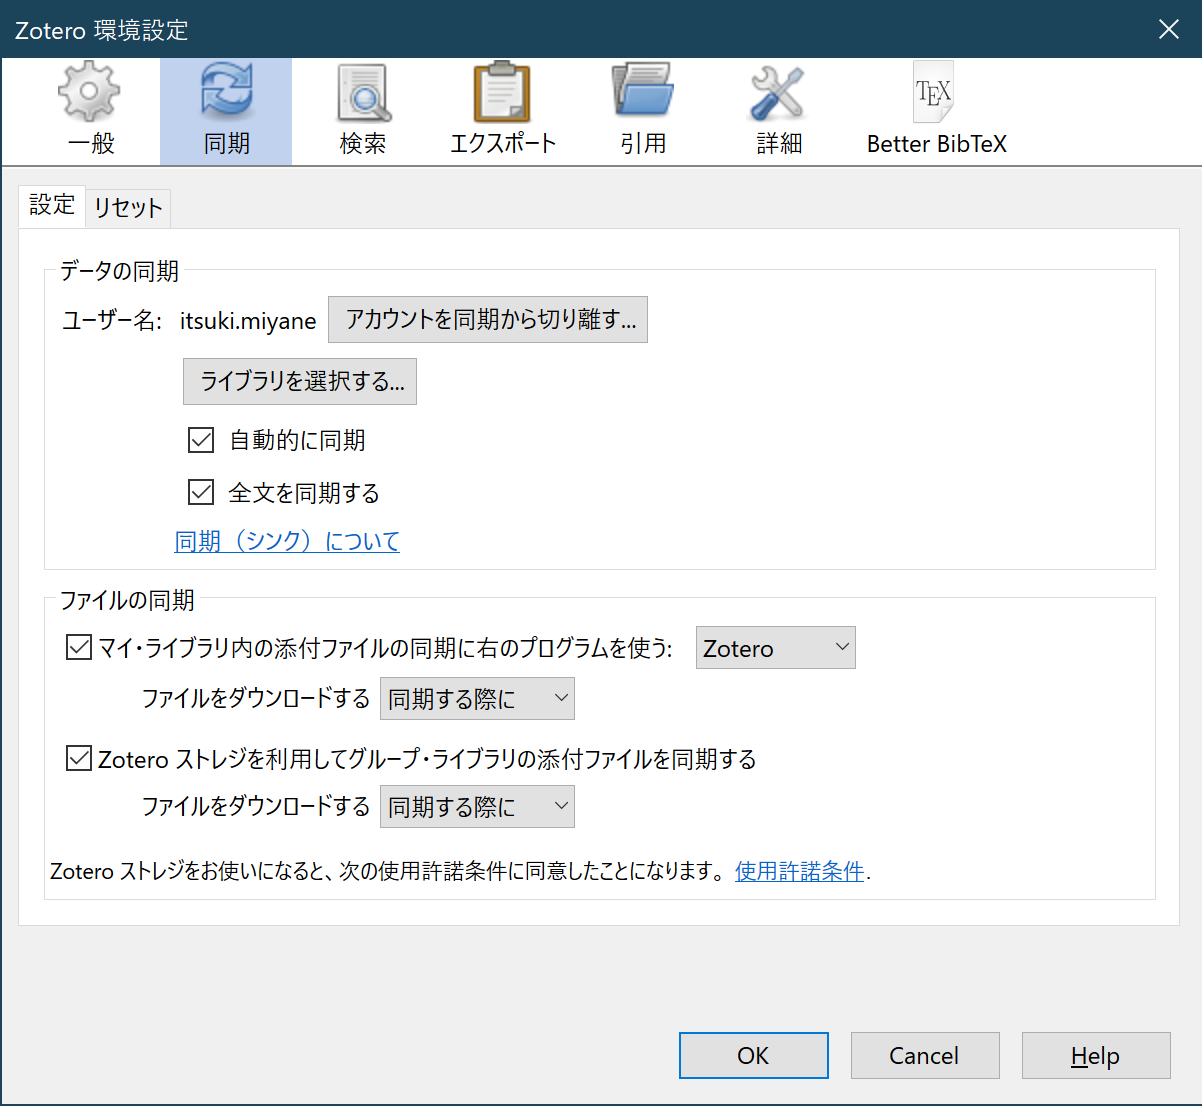 Zotero 環境設定
一般 同期 検索 エクスポート 引用 詳細 Better BibTeX
TEX
設定 リセット
データの同期
ユーザー名: itsuki.miyane アカウントを同期から切り離す...
ライブラリを選択する...
自動的に同期
全文を同期する
同期（シンク）について
ファイルの同期
マイ・ライブラリ内の添付ファイルの同期に右のプログラムを使う: Zotero
ファイルをダウンロードする 同期する際に
Zotero ストレジを利用してグループ・ライブラリの添付ファイルを同期する
ファイルをダウンロードする 同期する際に
Zotero ストレジをお使いになると、次の使用許諾条件に同意したことになります。 使用許諾条件.
OK Cancel Help